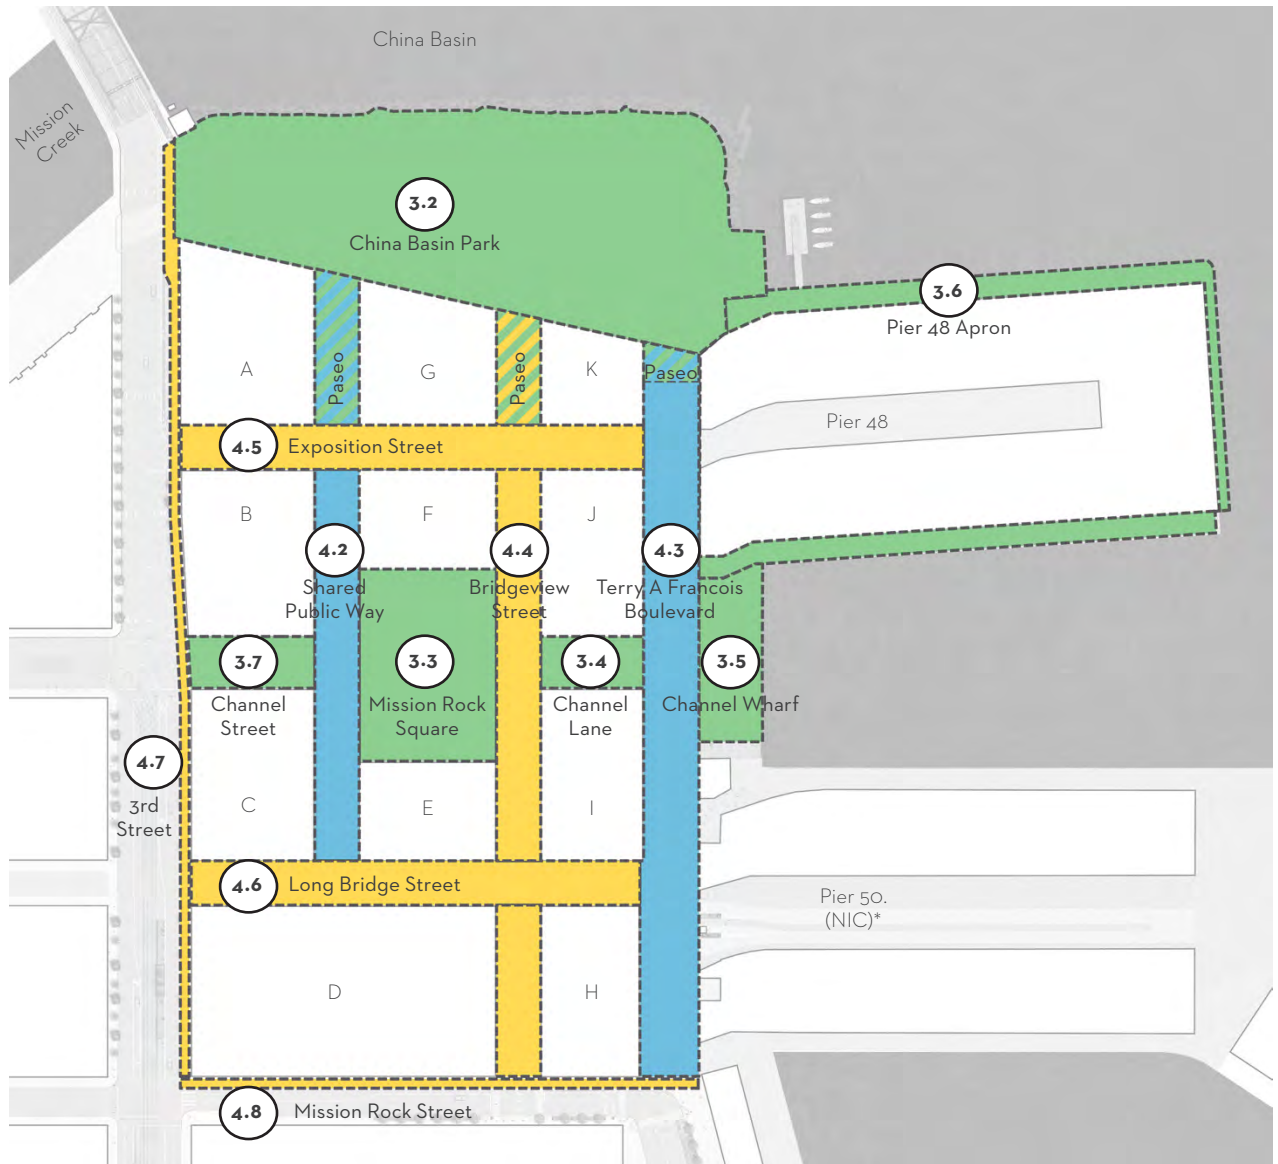 China Basin
Mission
Creek
3.2
China Basin Park
3.6
Pier 48 Apron
A
Paseo
G
Paseo
K
Paseo
Pier 48
4.5
Exposition Street
B
F
J
4.2
Shared
Public Way
4.4
Bridgeview
Street
4.3
Terry A Francois
Boulevard
3.7
Channel
Street
3.3
Mission Rock
Square
3.4
Channel
Lane
3.5
Channel Wharf
4.7
3rd
Street
C
E
I
4.6
Long Bridge Street
Pier 50.
(NIC)*
D
H
4.8
Mission Rock Street